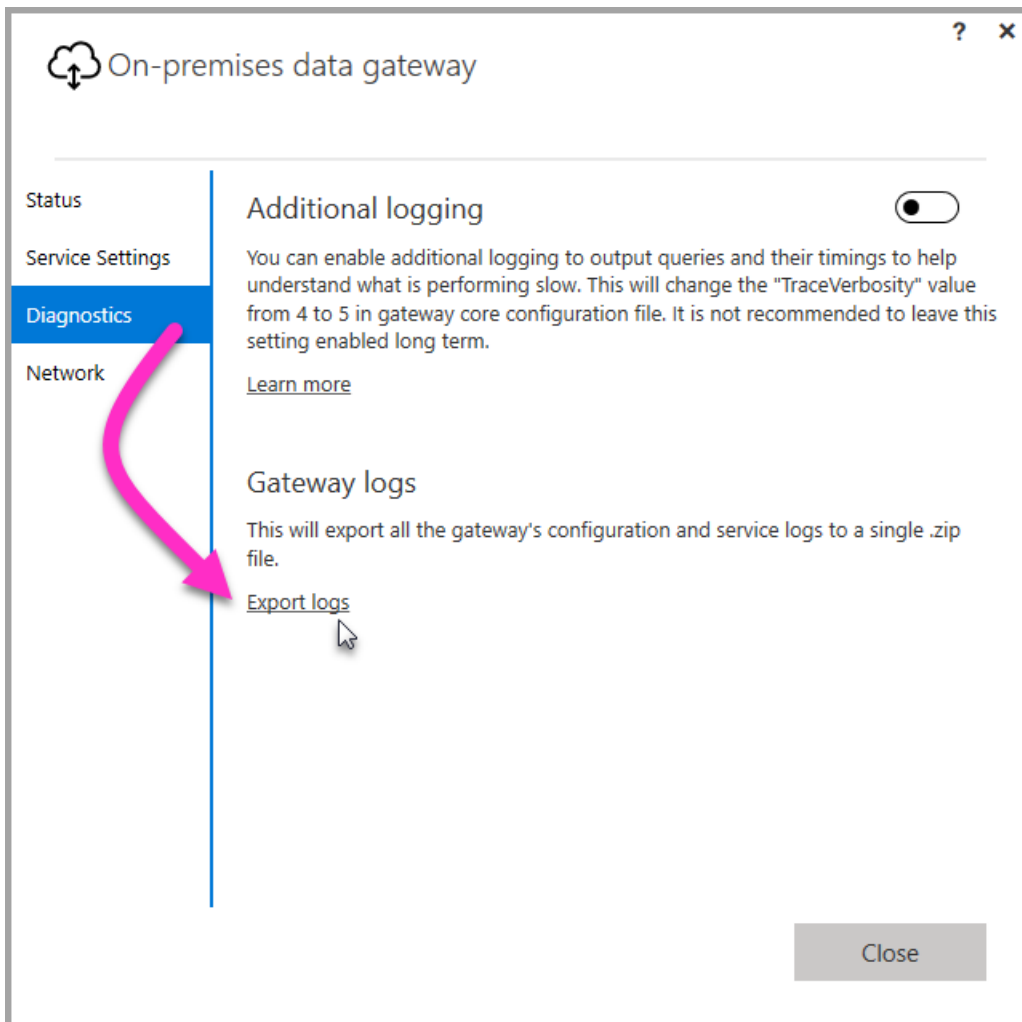 ? ×
On-premises data gateway
Status
Service Settings
Diagnostics
Network
Additional logging
You can enable additional logging to output queries and their timings to help
understand what is performing slow. This will change the "TraceVerbosity" value
from 4 to 5 in gateway core configuration file. It is not recommended to leave this
setting enabled long term.
Learn more
Gateway logs
This will export all the gateway's configuration and service logs to a single .zip
file.
Export logs
Close